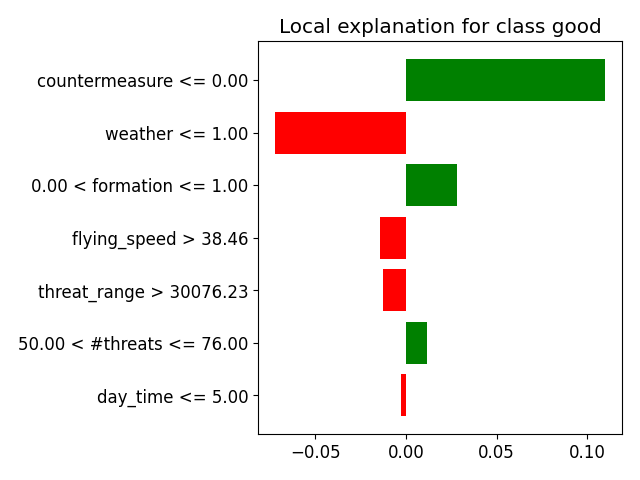 Local explanation for class good
countermeasure <= 0.00
weather <= 1.00
0.00 < formation <= 1.00
flying_speed > 38.46
threat_range > 30076.23
50.00 < #threats <= 76.00
day_time <= 5.00
−0.05 0.00 0.05 0.10